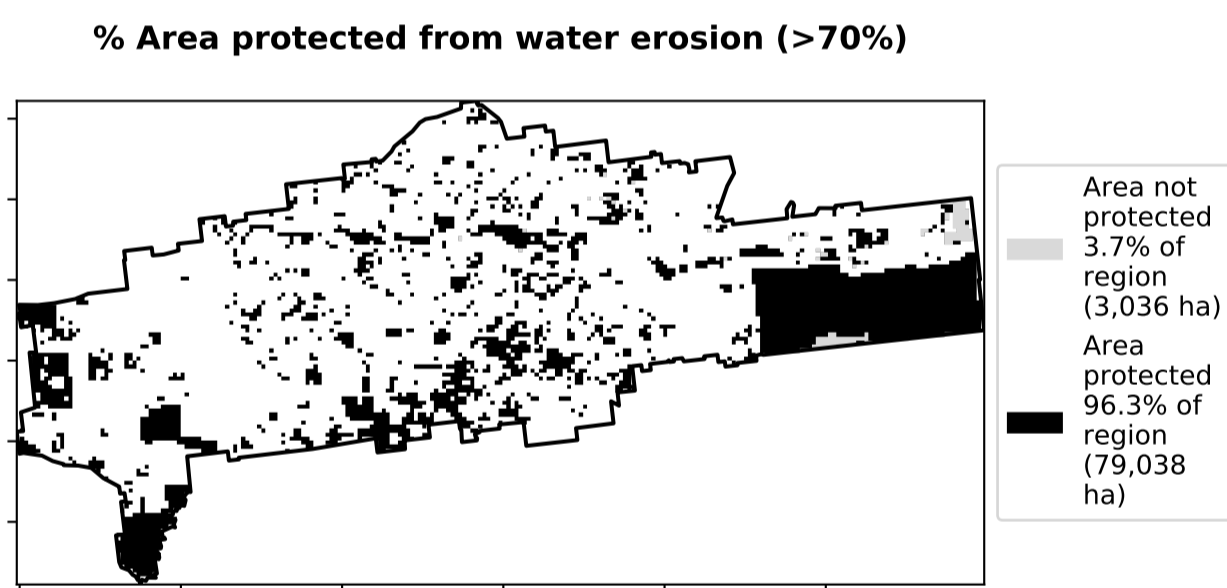 % Area protected from water erosion (>70%)
Area not
protected
3.7% of
region
(3,036 ha)
Area
protected
96.3% of
region
(79,038
ha)